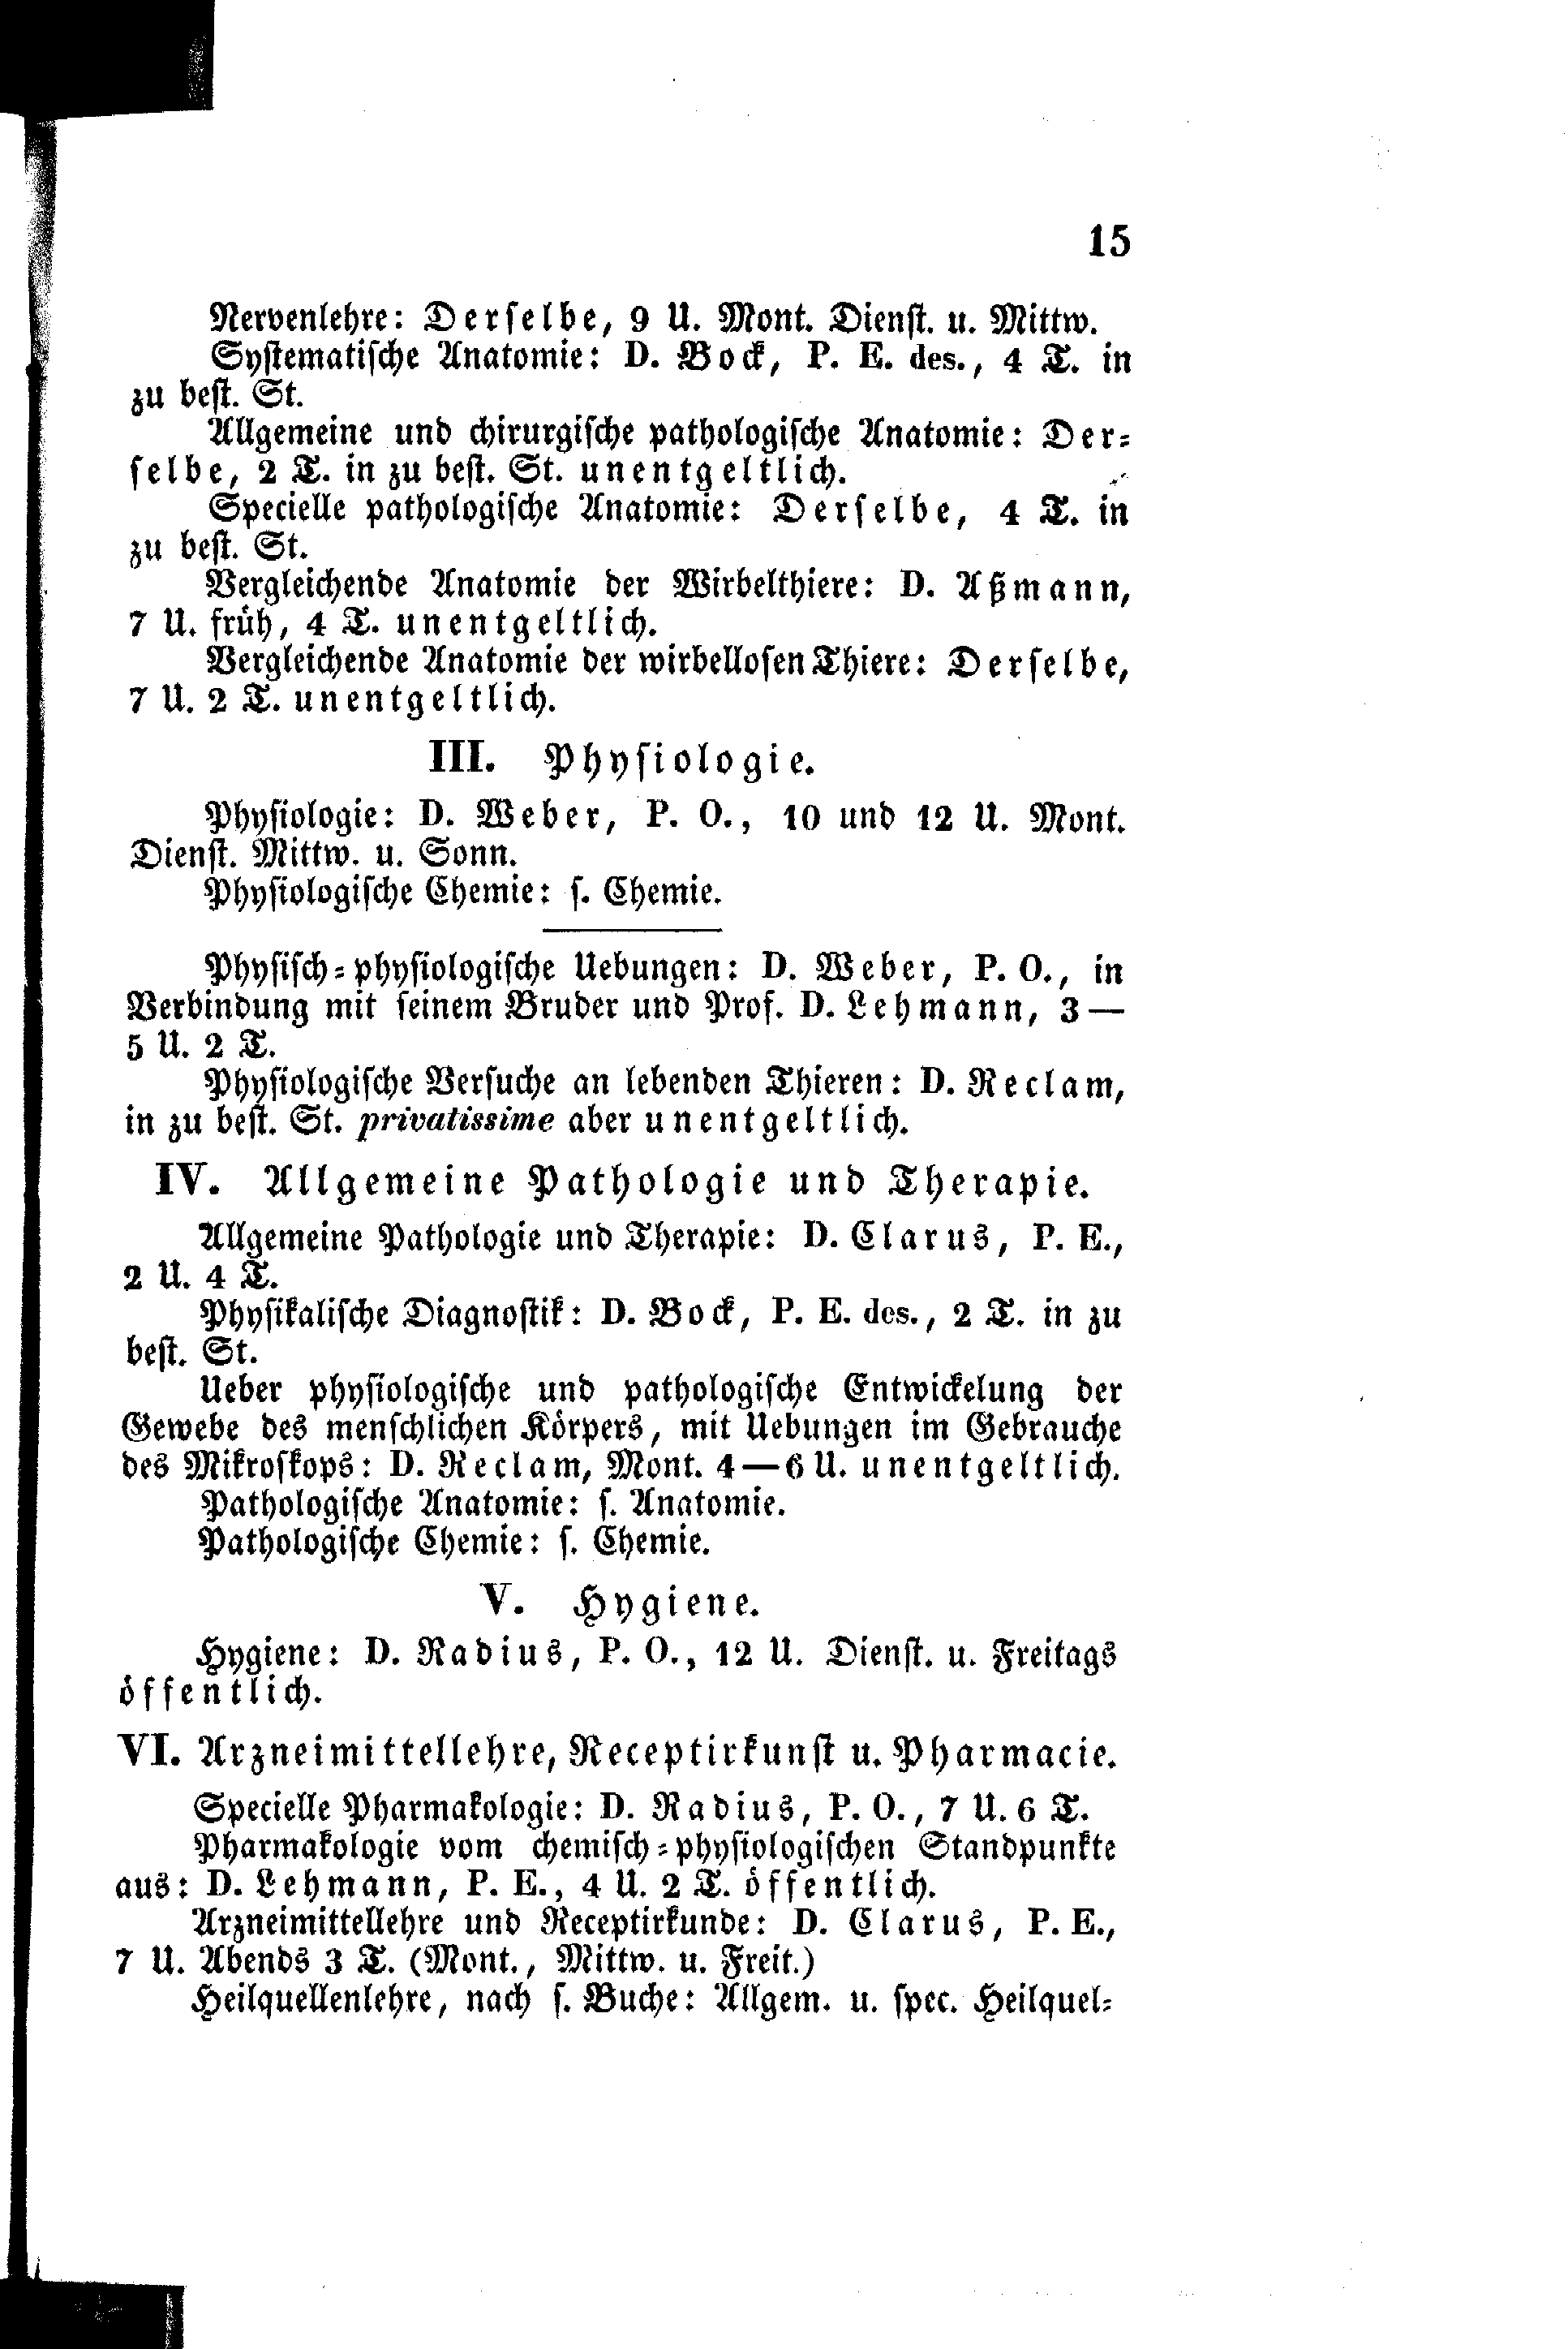 15
Nervenlehre: Derselbe, 9 U. Mont. Dienst. u. Mittw.
Systematische Anatomie: D. Bock, P. E. des., 4 T. in
zu best. St.
Allgemeine und chirurgische pathologische Anatomie: Der-
selbe, 2 T. in zu best. St. unentgeltlich.
Specielle pathologische Anatomie: Derselbe, 4 T. in
zu best. St.
Vergleichende Anatomie der Wirbelthiere: D. Aßmann,
7 U. früh, 4 T. unentgeltlich.
Vergleichende Anatomie der wirbellosen Thiere: Derselbe,
7 U. 2 T. unentgeltlich.
III. Physiologie.
Physiologie: D. Weber, P. O., 10 und 12 U. Mont.
Dienst. Mittw. u. Sonn.
Physiologische Chemie: s. Chemie.
Physisch-physiologische Uebungen: D. Weber, P. O., in
Verbindung mit seinem Bruder und Prof. D. Lehmann, 3—
5 U. 2 T.
Physiologische Versuche an lebenden Thieren: D. Reclam,
in zu best. St. privatissime aber unentgeltlich.
IV. Allgemeine Pathologie und Therapie.
Allgemeine Pathologie und Therapie: D. Clarus, P. E.,
2 U. 4 T.
Physikalische Diagnostik: D. Bock, P. E. des., 2 T. in zu
best. St.
Ueber physiologische und pathologische Entwickelung der
Gewebe des menschlichen Körpers, mit Uebungen im Gebrauche
des Mikroskops: D. Reclam, Mont. 4—6 U. unentgeltlich.
Pathologische Anatomie: s. Anatomie.
Pathologische Chemie: s. Chemie.
V. Hygiene.
Hygiene: D. Radius, P. O., 12 U. Dienst. u. Freitags
öffentlich.
VI. Arzneimittellehre, Receptirkunst u. Pharmacie.
Specielle Pharmakologie: D. Radius, P. O., 7 U. 6 T.
Pharmakologie vom chemisch-physiologischen Standpunkte
aus: D. Lehmann, P. E., 4 U. 2 T. öffentlich.
Arzneimittellehre und Receptirkunde: D. Clarus, P. E.,
7 U. Abends 3 T. (Mont., Mittw. u. Freit.)
Heilquellenlehre, nach s. Buche: Allgem. u. spec. Heilquel-